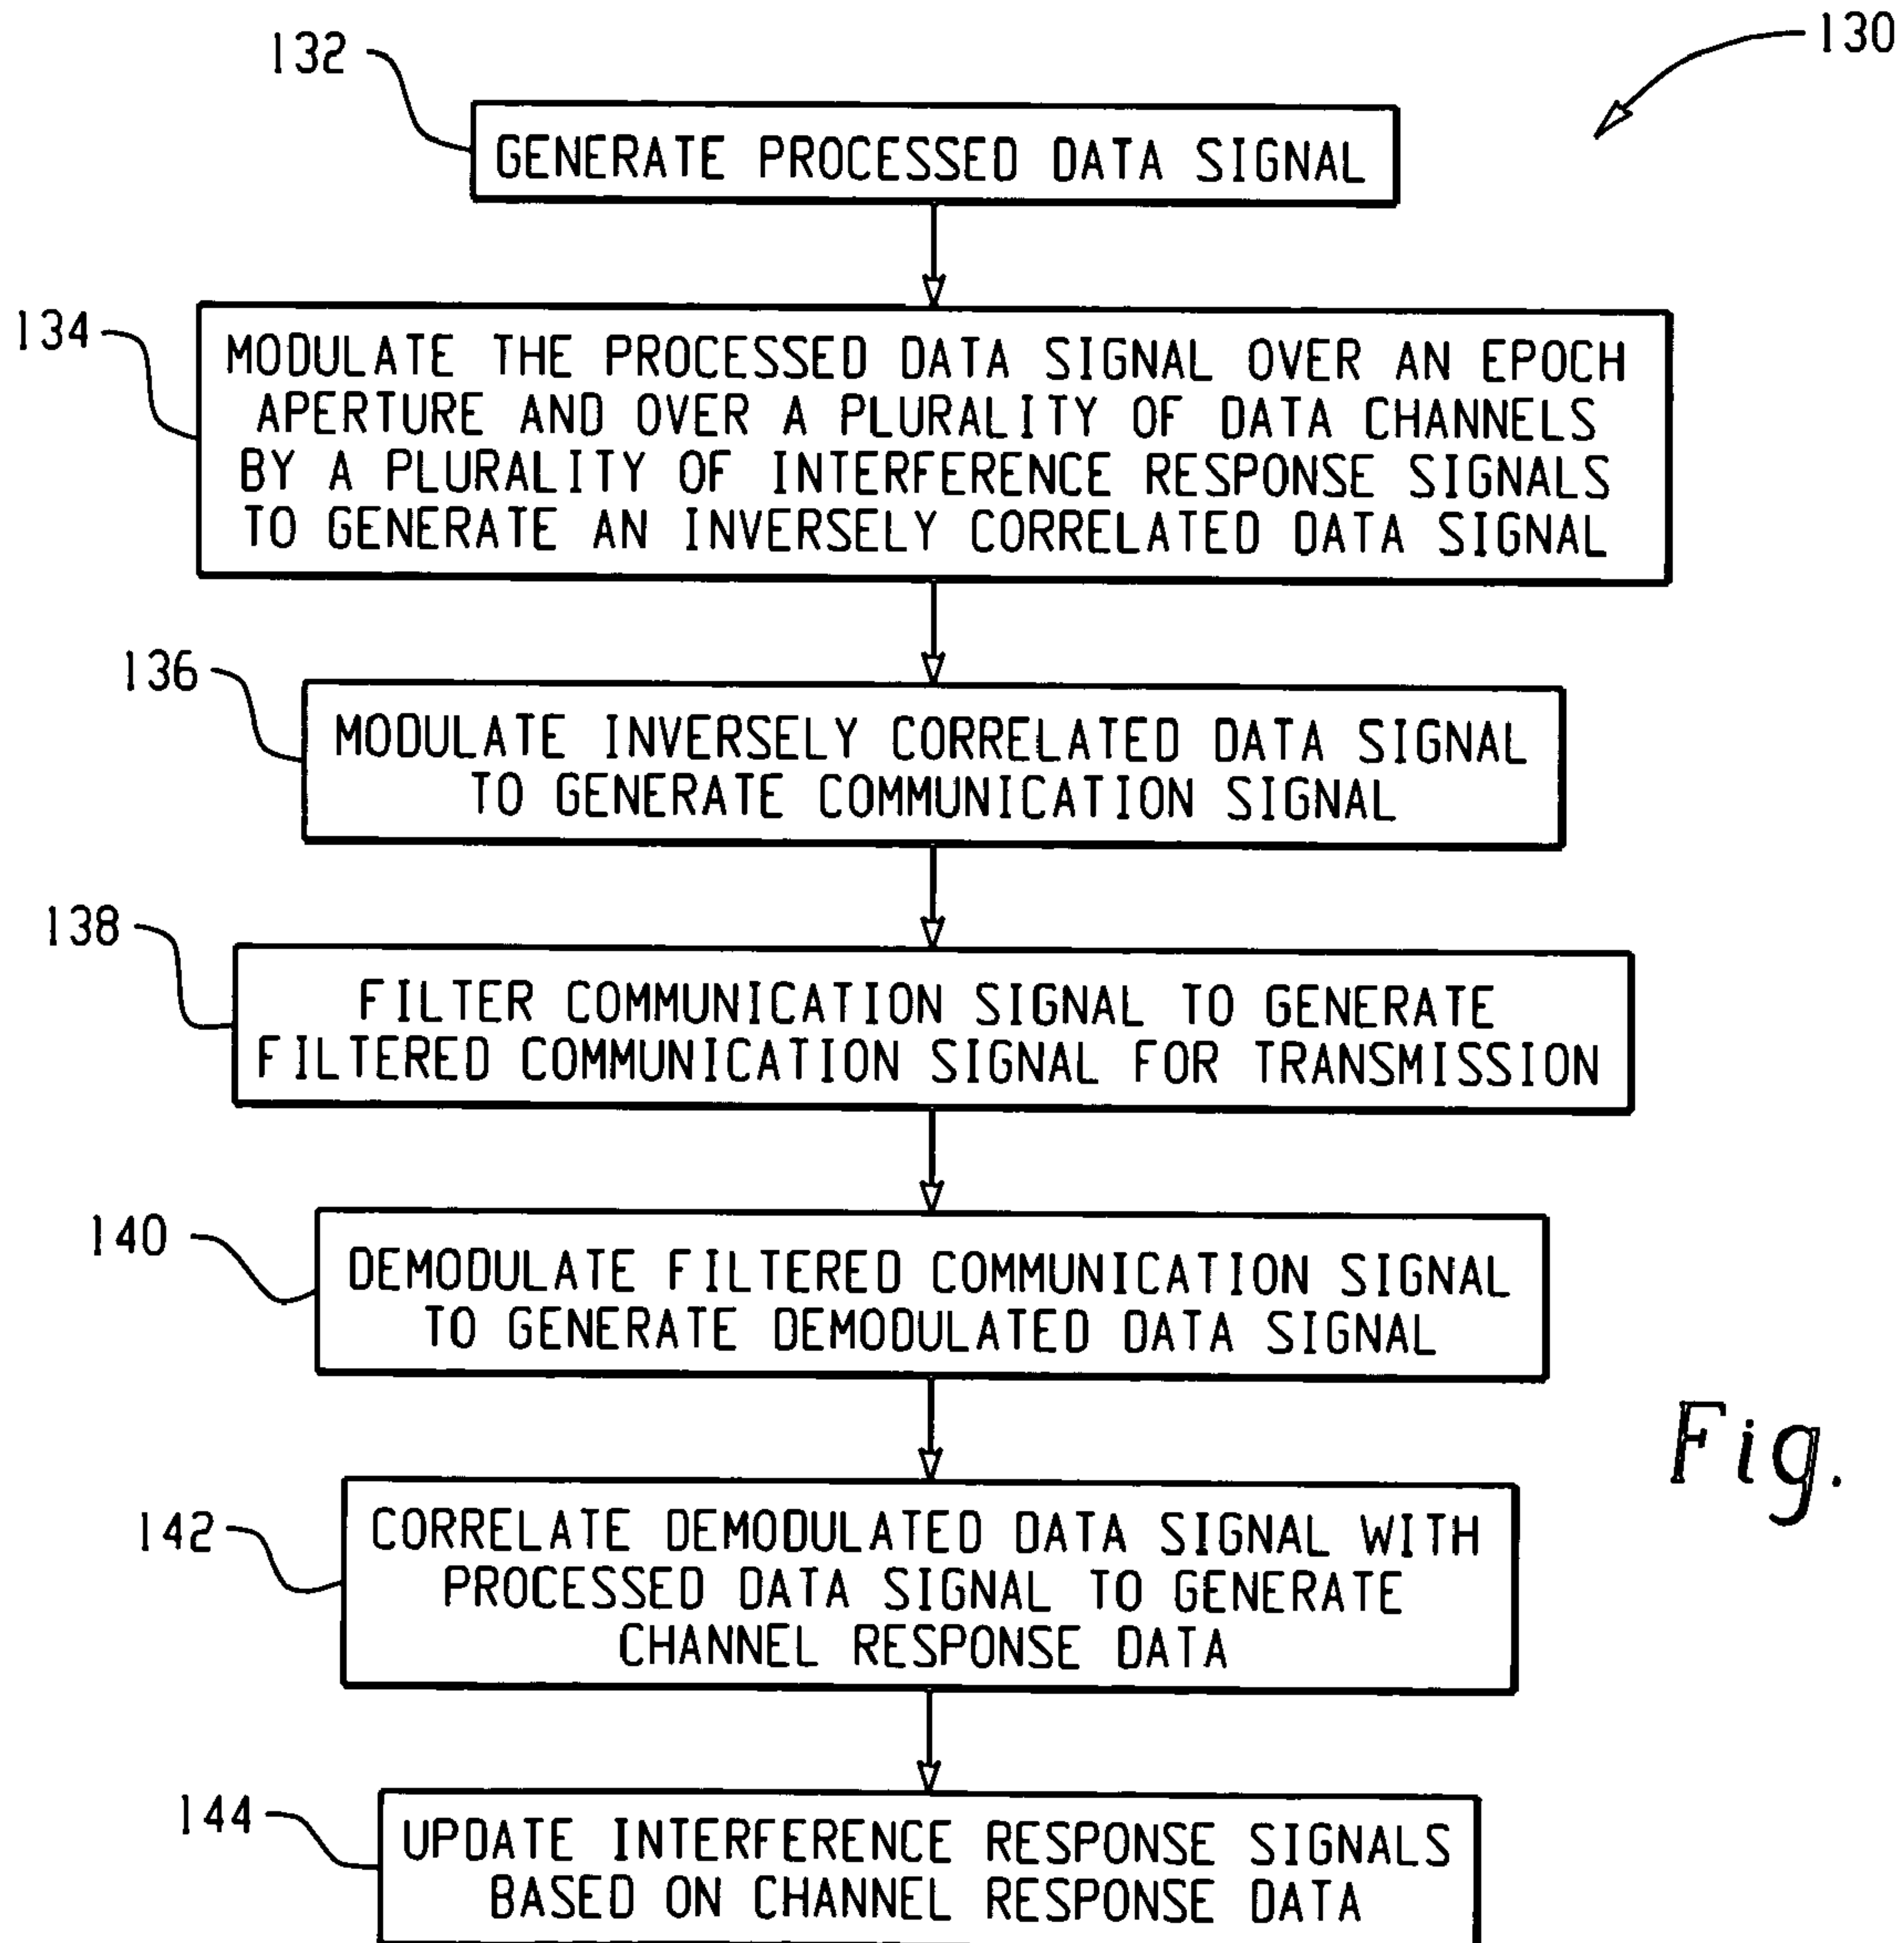 130
132
GENERATE PROCESSED DATA SIGNAL
134
MODULATE THE PROCESSED DATA SIGNAL OVER AN EPOCH
APERTURE AND OVER A PLURALITY OF DATA CHANNELS
BY A PLURALITY OF INTERFERENCE RESPONSE SIGNALS
TO GENERATE AN INVERSELY CORRELATED DATA SIGNAL
136
MODULATE INVERSELY CORRELATED DATA SIGNAL
TO GENERATE COMMUNICATION SIGNAL
138
FILTER COMMUNICATION SIGNAL TO GENERATE
FILTERED COMMUNICATION SIGNAL FOR TRANSMISSION
140
DEMODULATE FILTERED COMMUNICATION SIGNAL
TO GENERATE DEMODULATED DATA SIGNAL
142
CORRELATE DEMODULATED DATA SIGNAL WITH
PROCESSED DATA SIGNAL TO GENERATE
CHANNEL RESPONSE DATA
Fig.
144
UPDATE INTERFERENCE RESPONSE SIGNALS
BASED ON CHANNEL RESPONSE DATA